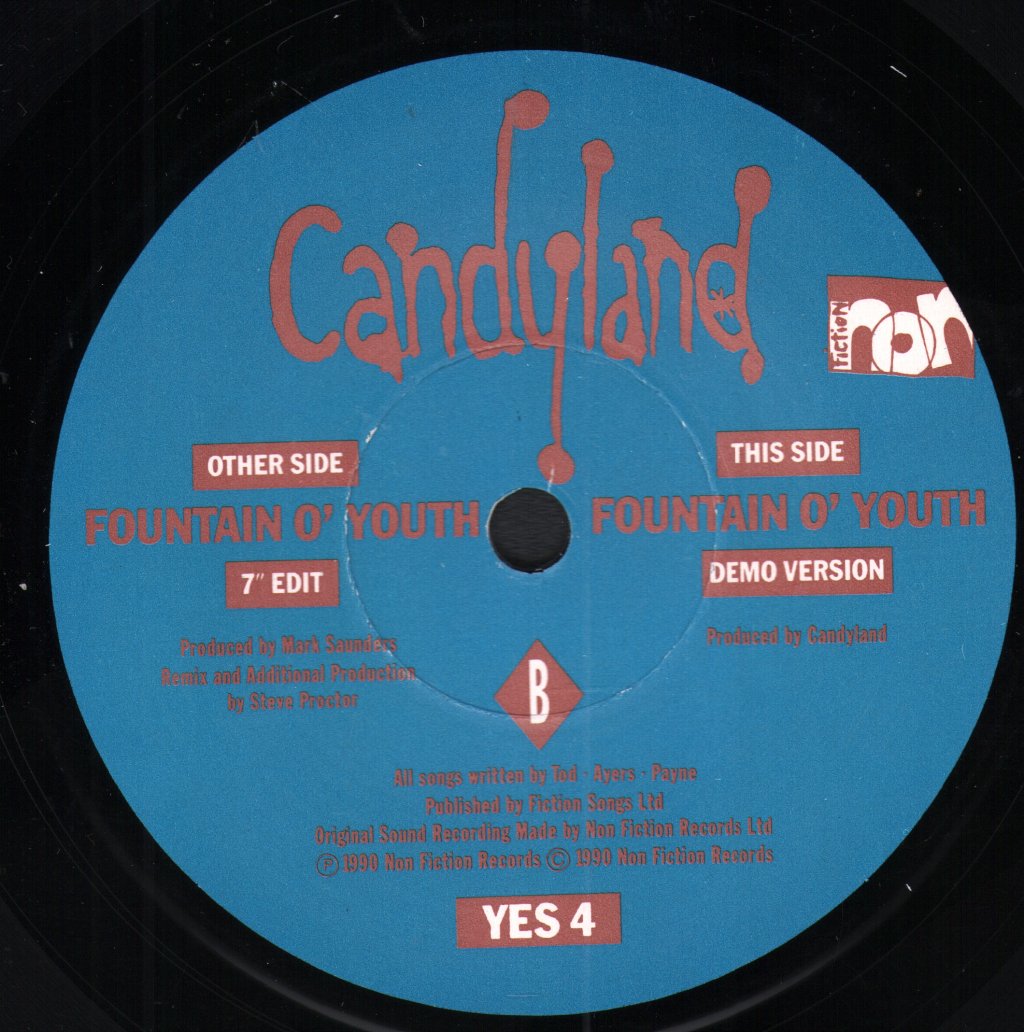 Candyland
FICTION
non
OTHER SIDE
FOUNTAIN O' YOUTH
7" EDIT
Produced by Mark Saunders
Remix and Additional Production
by Steve Proctor
THIS SIDE
FOUNTAIN O' YOUTH
DEMO VERSION
Produced by Candyland
B
All songs written by Tod - Ayers - Payne
Published by Fiction Songs Ltd
Original Sound Recording Made by Non Fiction Records Ltd
Ⓟ 1990 Non Fiction Records © 1990 Non Fiction Records
YES 4